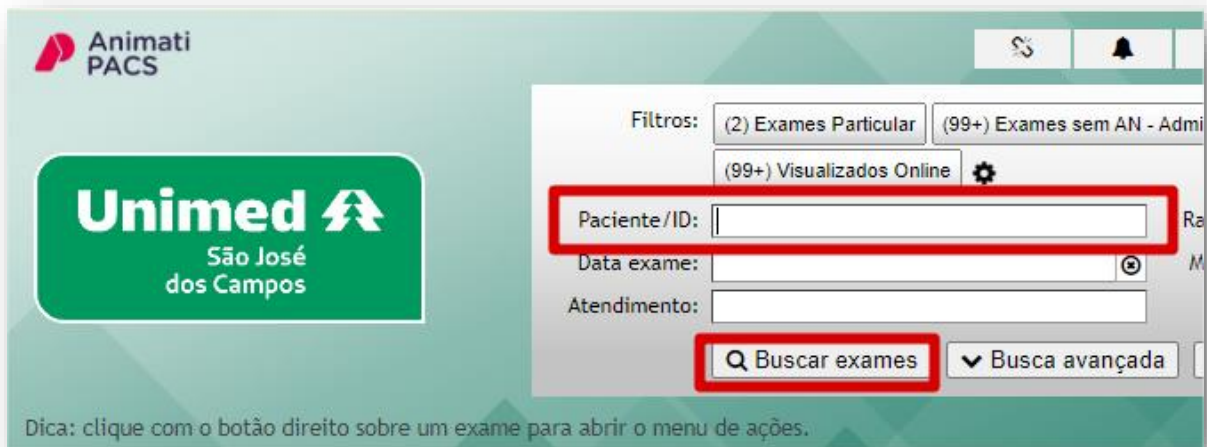 Animati
PACS
Filtros:
(2) Exames Particular
(99+) Exames sem AN - Admi
(99+) Visualizados Online
Unimed
São José
dos Campos
Paciente/ID:
Ra
Data exame:
M
Atendimento:
Buscar exames
Busca avançada
Dica: clique com o botão direito sobre um exame para abrir o menu de ações.